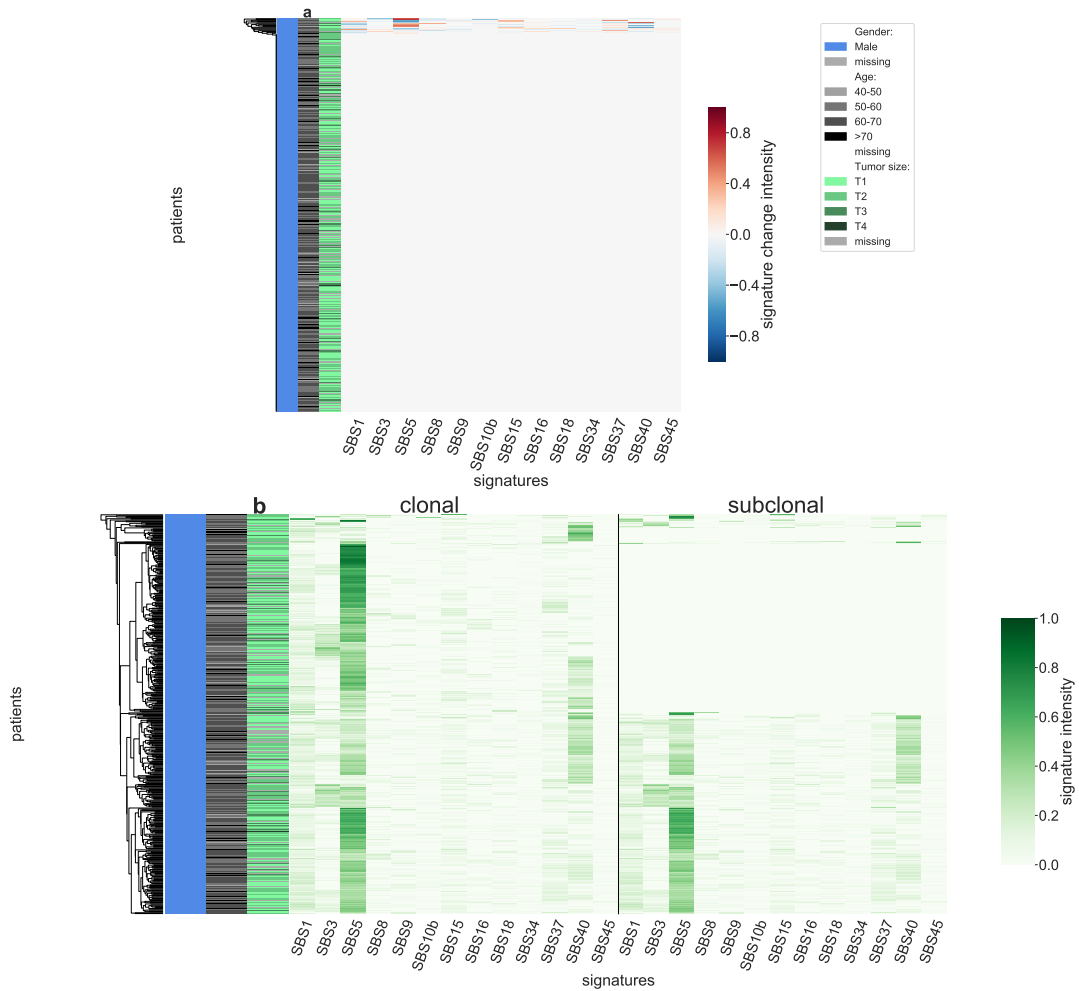 a
patients
SBS1
SBS3
SBS5
SBS8
SBS9
SBS10b
SBS15
SBS16
SBS18
SBS34
SBS37
SBS40
SBS45
signatures
0.8
0.4
0.0
−0.4
−0.8
signature change intensity
Gender:
Male
missing
Age:
40-50
50-60
60-70
>70
missing
Tumor size:
T1
T2
T3
T4
missing
b
clonal
subclonal
patients
SBS1
SBS3
SBS5
SBS8
SBS9
SBS10b
SBS15
SBS16
SBS18
SBS34
SBS37
SBS40
SBS45
SBS1
SBS3
SBS5
SBS8
SBS9
SBS10b
SBS15
SBS16
SBS18
SBS34
SBS37
SBS40
SBS45
signatures
1.0
0.8
0.6
0.4
0.2
0.0
signature intensity